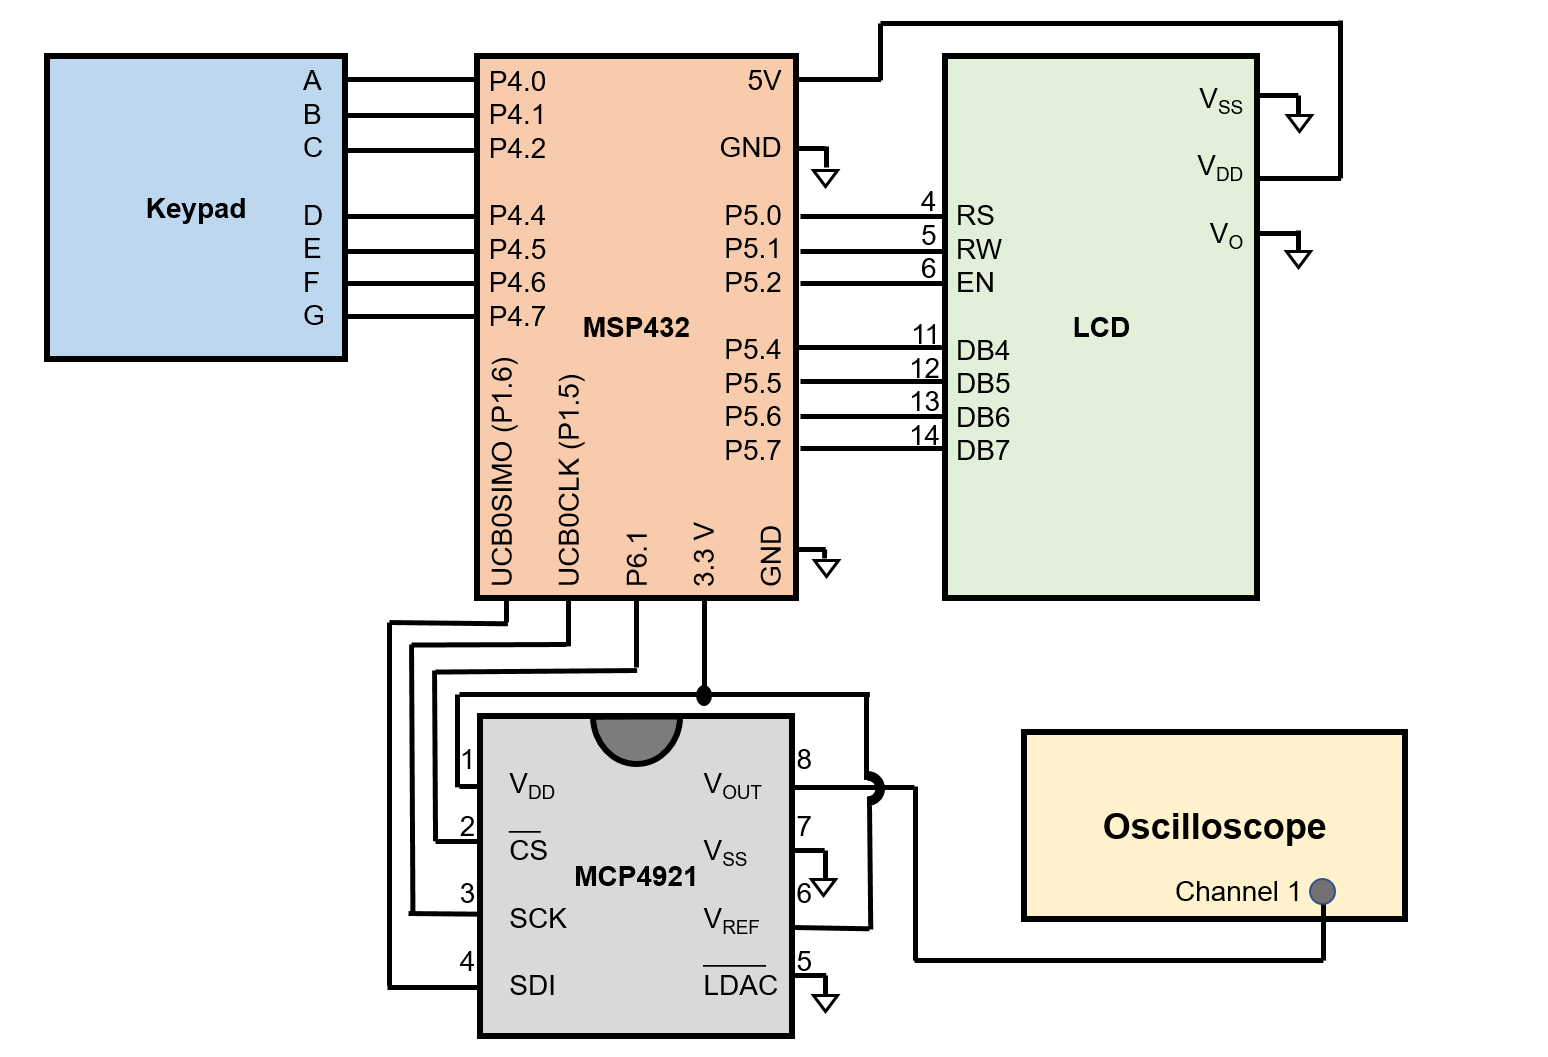 Keypad
A
B
C
D
E
F
G
P4.0
P4.1
P4.2
P4.4
P4.5
P4.6
P4.7
MSP432
5V
GND
P5.0
P5.1
P5.2
P5.4
P5.5
P5.6
P5.7
UCB0SIMO (P1.6)
UCB0CLK (P1.5)
P6.1
3.3 V
GND
4
5
6
11
12
13
14
RS
RW
EN
DB4
DB5
DB6
DB7
LCD
VSS
VDD
VO
1
2
3
4
VDD
CS
SCK
SDI
MCP4921
VOUT
VSS
VREF
LDAC
8
7
6
5
Oscilloscope
Channel 1